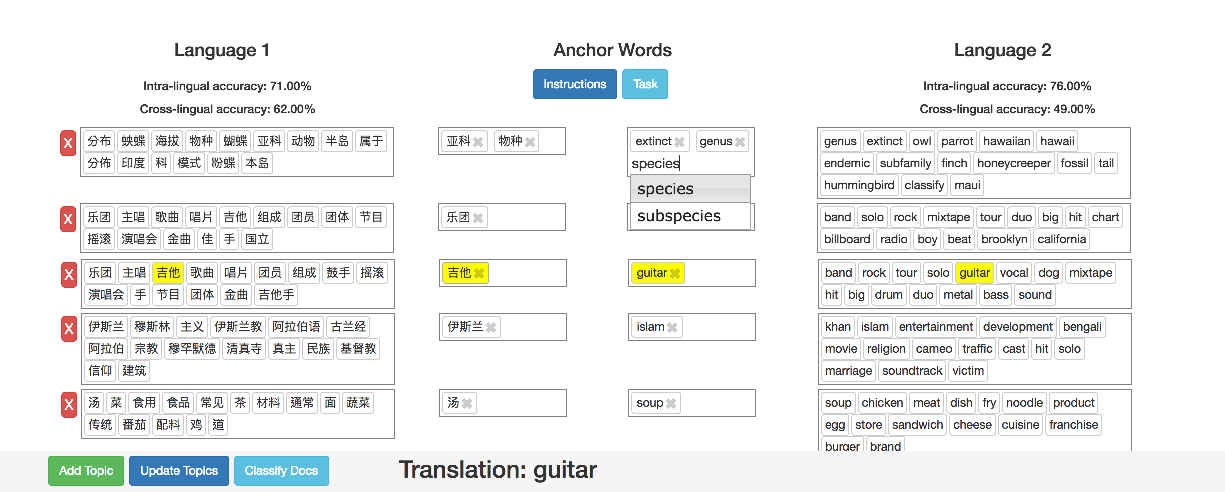 Language 1 Anchor Words Language 2
Instructions Task
Intra-lingual accuracy: 71.00% Intra-lingual accuracy: 76.00%
Cross-lingual accuracy: 62.00% Cross-lingual accuracy: 49.00%
X
分布 蛱蝶 海拔 物种 蝴蝶 亚科 动物 半岛 属于
分佈 印度 科 模式 粉蝶 本岛
亚科 物种
extinct genus
species
species
subspecies
genus extinct owl parrot hawaiian hawaii
endemic subfamily finch honeycreeper fossil tail
hummingbird classify maui
X
乐团 主唱 歌曲 唱片 吉他 组成 团员 团体 节目
摇滚 演唱会 金曲 佳 手 国立
乐团
band solo rock mixtape tour duo big hit chart
billboard radio boy beat brooklyn california
X
乐团 主唱 吉他 歌曲 唱片 团员 组成 鼓手 摇滚
演唱会 手 节目 团体 金曲 吉他手
吉他
guitar
band rock tour solo guitar vocal dog mixtape
hit big drum duo metal bass sound
X
伊斯兰 穆斯林 主义 伊斯兰教 阿拉伯语 古兰经
阿拉伯 宗教 穆罕默德 清真寺 真主 民族 基督教
信仰 建筑
伊斯兰
islam
khan islam entertainment development bengali
movie religion cameo traffic cast hit solo
marriage soundtrack victim
X
汤 菜 食用 食品 常见 茶 材料 通常 面 蔬菜
传统 番茄 配料 鸡 道
汤
soup
soup chicken meat dish fry noodle product
egg store sandwich cheese cuisine franchise
burger brand
Add Topic Update Topics Classify Docs Translation: guitar